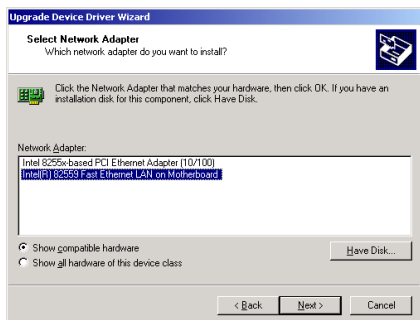 Upgrade Device Driver Wizard
Select Network Adapter
Which network adapter do you want to install?
Click the Network Adapter that matches your hardware, then click OK. If you have an
installation disk for this component, click Have Disk.
Network Adapter:
Intel 8255x-based PCI Ethernet Adapter (10/100)
Intel(R) 82559 Fast Ethernet LAN on Motherboard
Show compatible hardware
Show all hardware of this device class
Have Disk...
< Back
Next >
Cancel